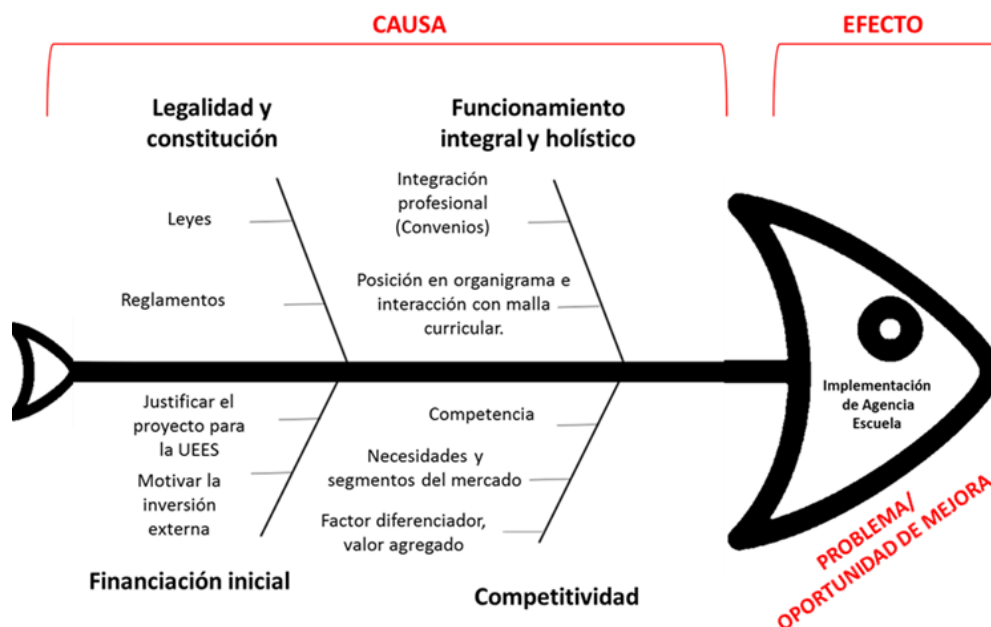 CAUSA
EFECTO
Legalidad y
constitución
Leyes
Reglamentos
Funcionamiento
integral y holístico
Integración
profesional
(Convenios)
Posición en organigrama e
interacción con malla
curricular.
Justificar el
proyecto para
la UEES
Motivar la
inversión
externa
Financiación inicial
Competencia
Necesidades y
segmentos del mercado
Factor diferenciador,
valor agregado
Competitividad
Implementación
de Agencia
Escuela
PROBLEMA/
OPORTUNIDAD DE MEJORA